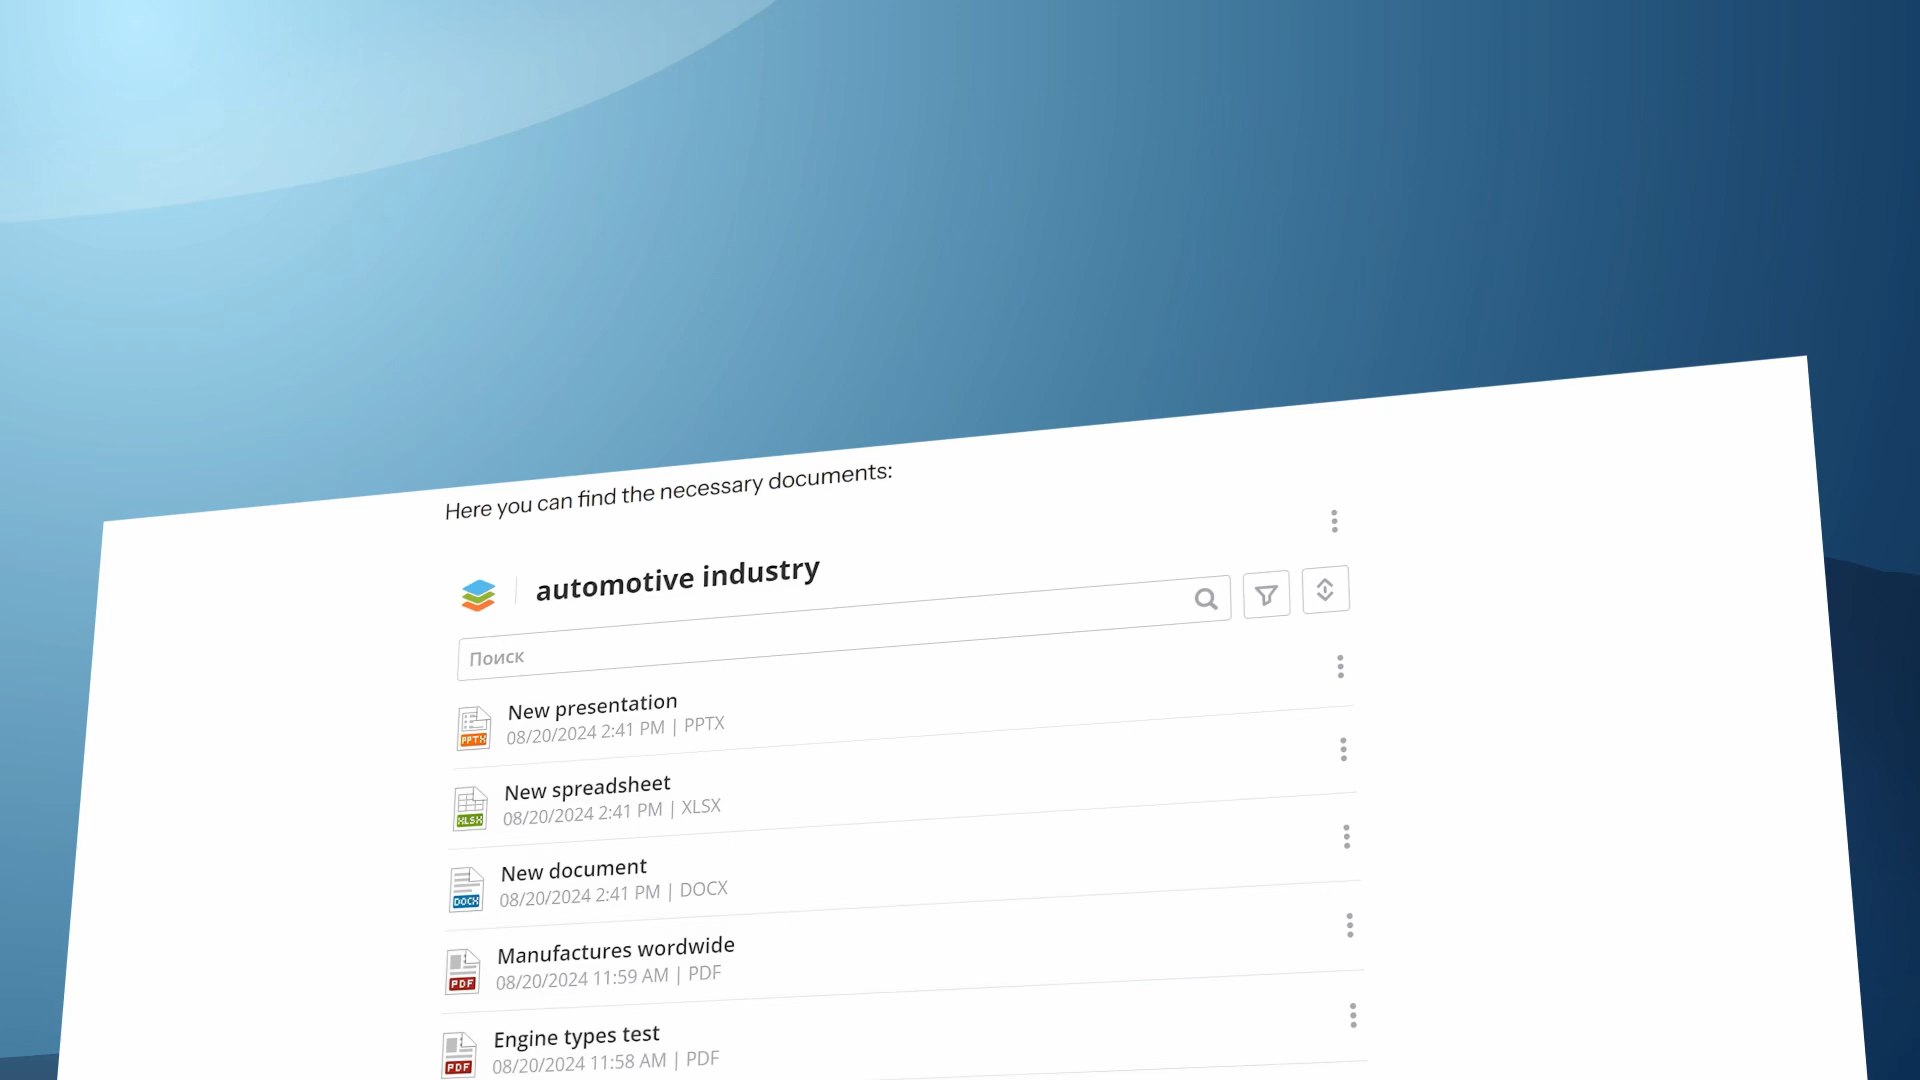 Here you can find the necessary documents:
automotive industry
Поиск
New presentation
08/20/2024 2:41 PM | PPTX
PPTX
New spreadsheet
08/20/2024 2:41 PM | XLSX
XLSX
New document
08/20/2024 2:41 PM | DOCX
DOCX
Manufactures wordwide
08/20/2024 11:59 AM | PDF
PDF
Engine types test
08/20/2024 11:58 AM | PDF
PDF